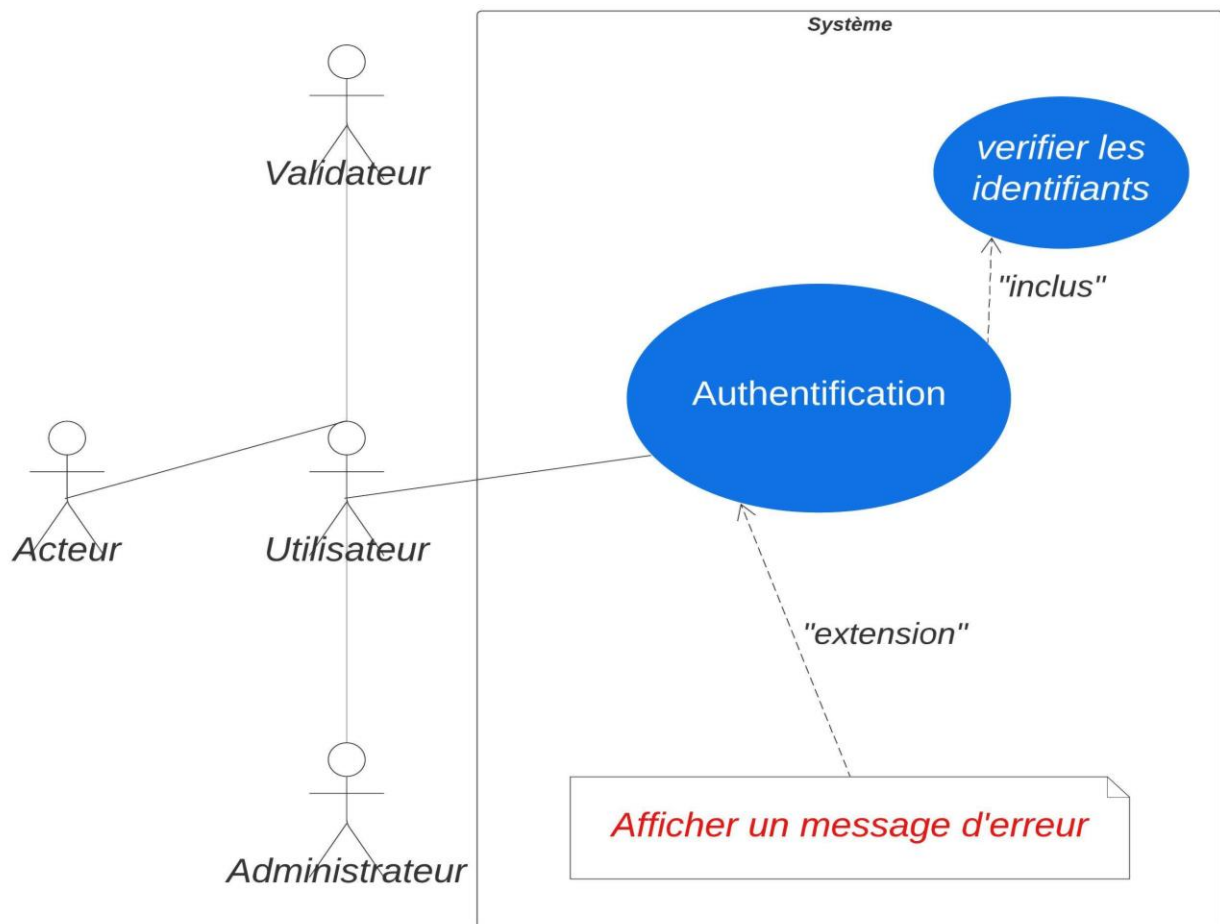 Système
Validateur
verifier les
identifiants
"inclus"
Authentification
Acteur
Utilisateur
"extension"
Afficher un message d'erreur
Administrateur